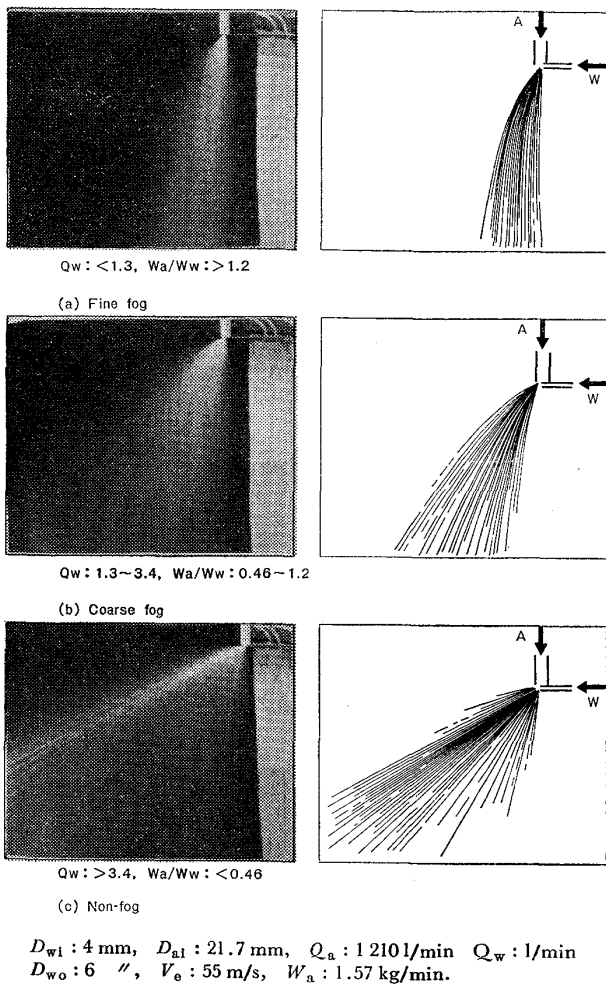 A
W
Qw : <1.3, Wa/Ww : >1.2
(a) Fine fog
A
W
Qw : 1.3~3.4, Wa/Ww : 0.46~1.2
(b) Coarse fog
A
W
Qw : >3.4, Wa/Ww : <0.46
(c) Non-fog
Dwi : 4 mm, Dai : 21.7 mm, Qa : 1 210 l/min Qw : l/min
Dwo : 6 〃, Ve : 55 m/s, Wa : 1.57 kg/min.